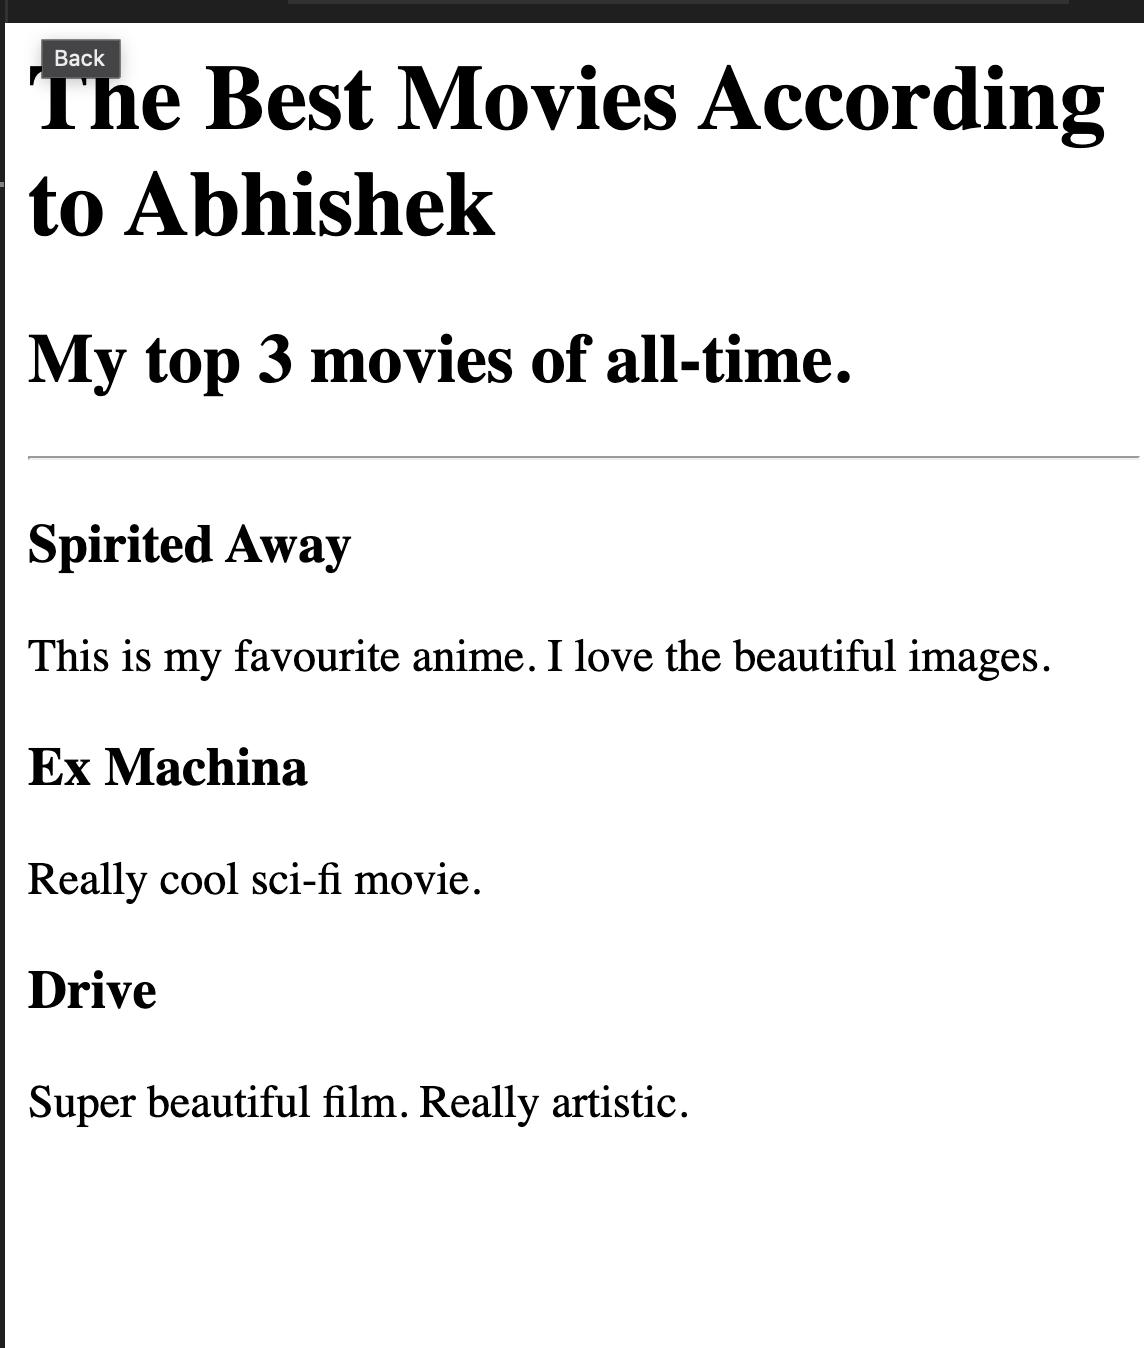 Back
The Best Movies According
to Abhishek
My top 3 movies of all-time.
Spirited Away
This is my favourite anime. I love the beautiful images.
Ex Machina
Really cool sci-fi movie.
Drive
Super beautiful film. Really artistic.